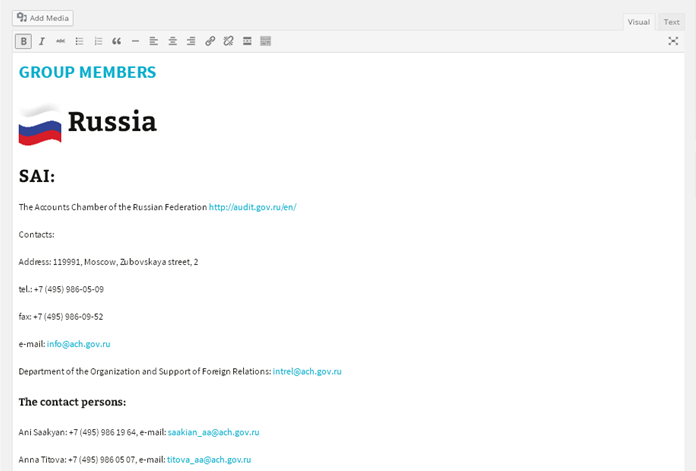 Add Media
Visual Text
B I ABC
GROUP MEMBERS
Russia
SAI:
The Accounts Chamber of the Russian Federation http://audit.gov.ru/en/
Contacts:
Address: 119991, Moscow, Zubovskaya street, 2
tel.: +7 (495) 986-05-09
fax: +7 (495) 986-09-52
e-mail: info@ach.gov.ru
Department of the Organization and Support of Foreign Relations: intrel@ach.gov.ru
The contact persons:
Ani Saakyan: +7 (495) 986 19 64, e-mail: saakian_aa@ach.gov.ru
Anna Titova: +7 (495) 986 05 07, e-mail: titova_aa@ach.gov.ru